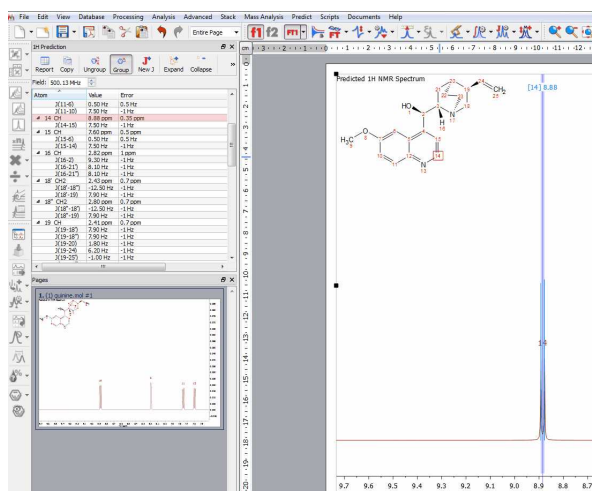 File Edit View Database Processing Analysis Advanced Stack Mass Analysis Predict Scripts Documents Help
Entire Page f1 f2 FT1 FT
1H Prediction
Report Copy Ungroup Group New J Expand Collapse
Field: 500.13 MHz
Atom Value Error
J(11-6) 0.50 Hz 0.5 Hz
J(11-10) 7.50 Hz -1 Hz
14 CH 8.88 ppm 0.35 ppm
J(14-15) 7.50 Hz -1 Hz
15 CH 7.60 ppm 0.5 ppm
J(15-6) 0.50 Hz 0.5 Hz
J(15-14) 7.50 Hz -1 Hz
16 CH 2.82 ppm 1 ppm
J(16-2) 9.30 Hz -1 Hz
J(16-21') 8.10 Hz -1 Hz
J(16-21") 8.10 Hz -1 Hz
18' CH2 2.43 ppm 0.7 ppm
J(18'-18") -12.50 Hz -1 Hz
J(18'-19) 7.90 Hz -1 Hz
18" CH2 2.80 ppm 0.7 ppm
J(18"-18') -12.50 Hz -1 Hz
J(18"-19) 7.90 Hz -1 Hz
19 CH 2.41 ppm 0.7 ppm
J(19-18') 7.90 Hz -1 Hz
J(19-18") 7.90 Hz -1 Hz
J(19-20) 1.80 Hz -1 Hz
J(19-24) 6.20 Hz -1 Hz
J(19-25') -1.00 Hz -1 Hz
Pages
1. (1) quinine.mol #1
Predicted 1H NMR Spectrum
[14] 8.88
HO
H
N
CH2
H3C
O
N
14
9.7 9.6 9.5 9.4 9.3 9.2 9.1 9.0 8.9 8.8 8.7